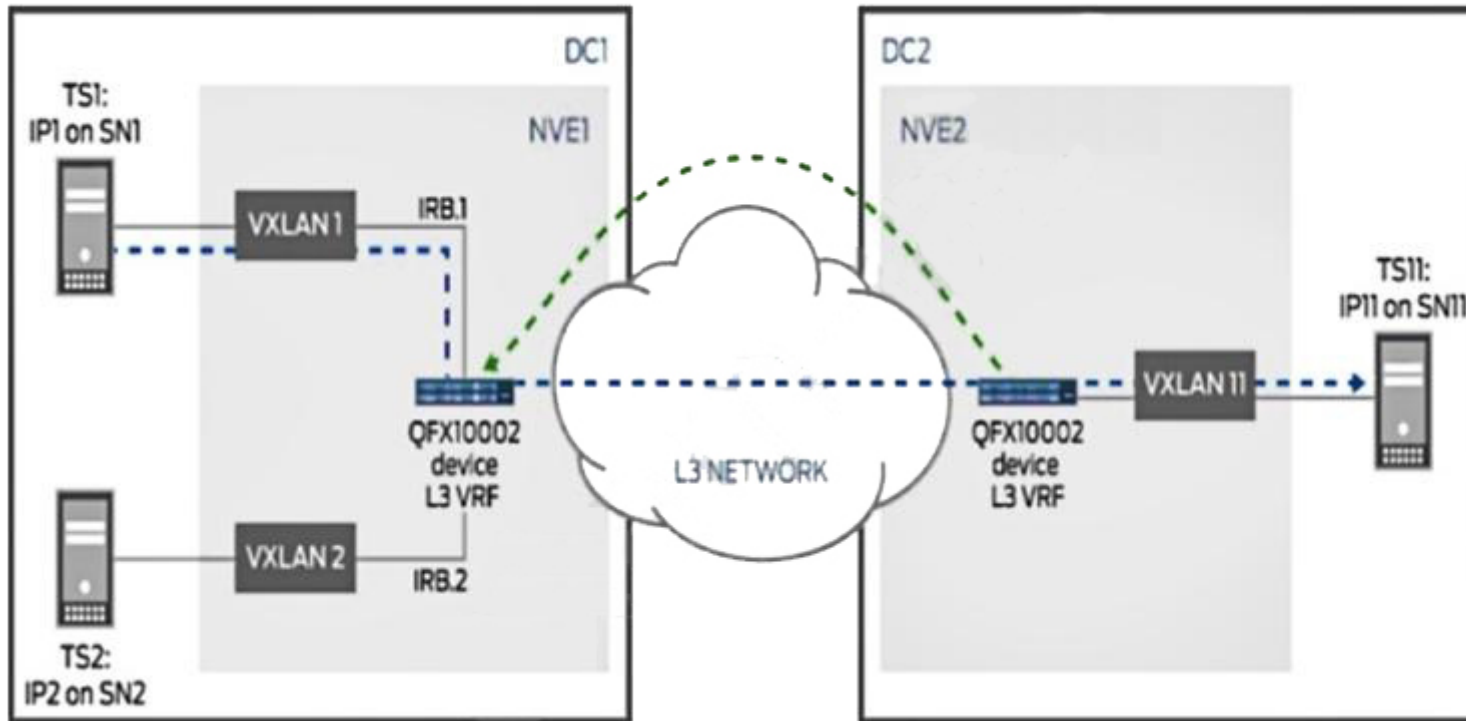 DC1
NVE1
TS1:
IP1 on SN1
VXLAN 1
IRB.1
QFX10002
device
L3 VRF
VXLAN 2
IRB.2
TS2:
IP2 on SN2
L3 NETWORK
DC2
NVE2
QFX10002
device
L3 VRF
VXLAN 11
TS11:
IP11 on SN11